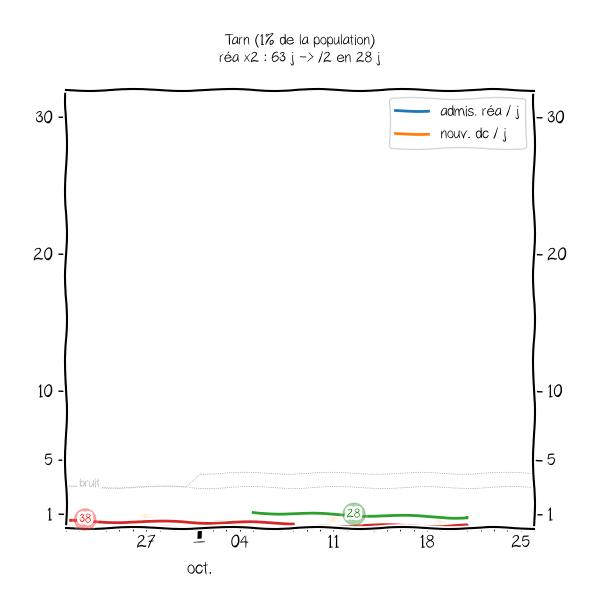 Tarn (1% de la population)
réa x2 : 63 j -> /2 en 28 j
admis. réa / j
nouv. dc / j
30
30
20
20
10
10
5
5
bruit
1
38
28
1
27
04
11
18
25
oct.